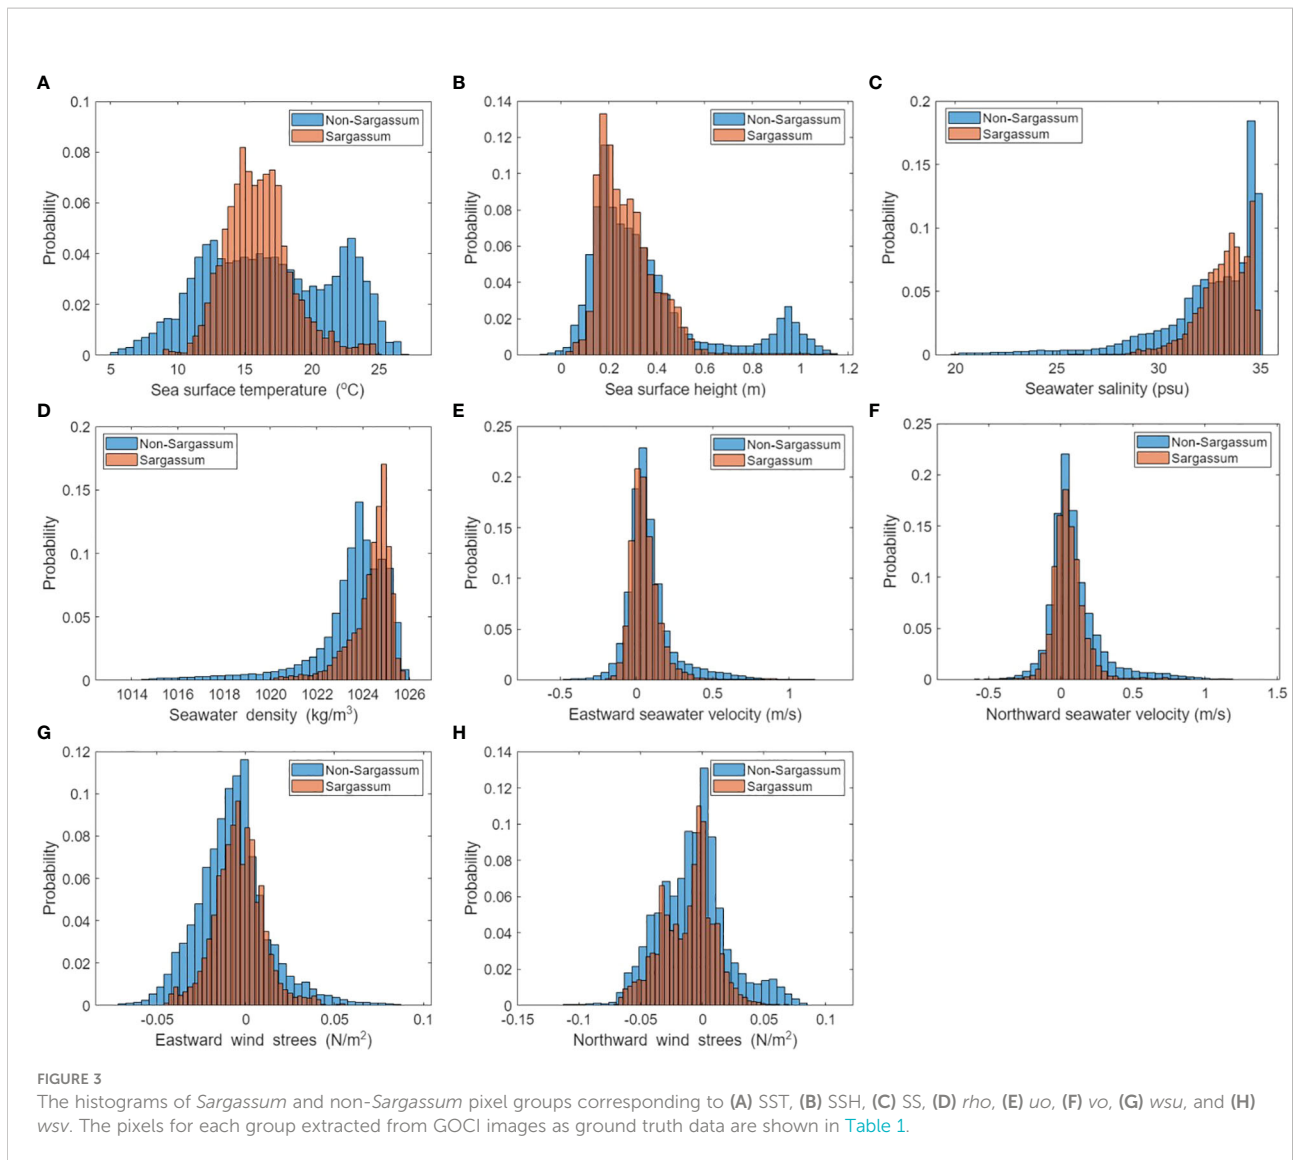 A
0.1
0.08
0.06
0.04
0.02
0
Probability
Non-Sargassum
Sargassum
5 10 15 20 25
Sea surface temperature (oC)
B
0.14
0.12
0.1
0.08
0.06
0.04
0.02
0
Probability
Non-Sargassum
Sargassum
0 0.2 0.4 0.6 0.8 1 1.2
Sea surface height (m)
C
0.2
0.15
0.1
0.05
0
Probability
Non-Sargassum
Sargassum
20 25 30 35
Seawater salinity (psu)
D
0.2
0.15
0.1
0.05
0
Probability
Non-Sargassum
Sargassum
1014 1016 1018 1020 1022 1024 1026
Seawater density (kg/m³)
E
0.25
0.2
0.15
0.1
0.05
0
Probability
Non-Sargassum
Sargassum
-0.5 0 0.5 1
Eastward seawater velocity (m/s)
F
0.25
0.2
0.15
0.1
0.05
0
Probability
Non-Sargassum
Sargassum
-0.5 0 0.5 1 1.5
Northward seawater velocity (m/s)
G
0.12
0.1
0.08
0.06
0.04
0.02
0
Probability
Non-Sargassum
Sargassum
-0.05 0 0.05 0.1
Eastward wind strees (N/m²)
H
0.14
0.12
0.1
0.08
0.06
0.04
0.02
0
Probability
Non-Sargassum
Sargassum
-0.15 -0.1 -0.05 0 0.05 0.1
Northward wind strees (N/m²)
FIGURE 3
The histograms of Sargassum and non-Sargassum pixel groups corresponding to (A) SST, (B) SSH, (C) SS, (D) rho, (E) uo, (F) vo, (G) wsu, and (H)
wsv. The pixels for each group extracted from GOCI images as ground truth data are shown in Table 1.